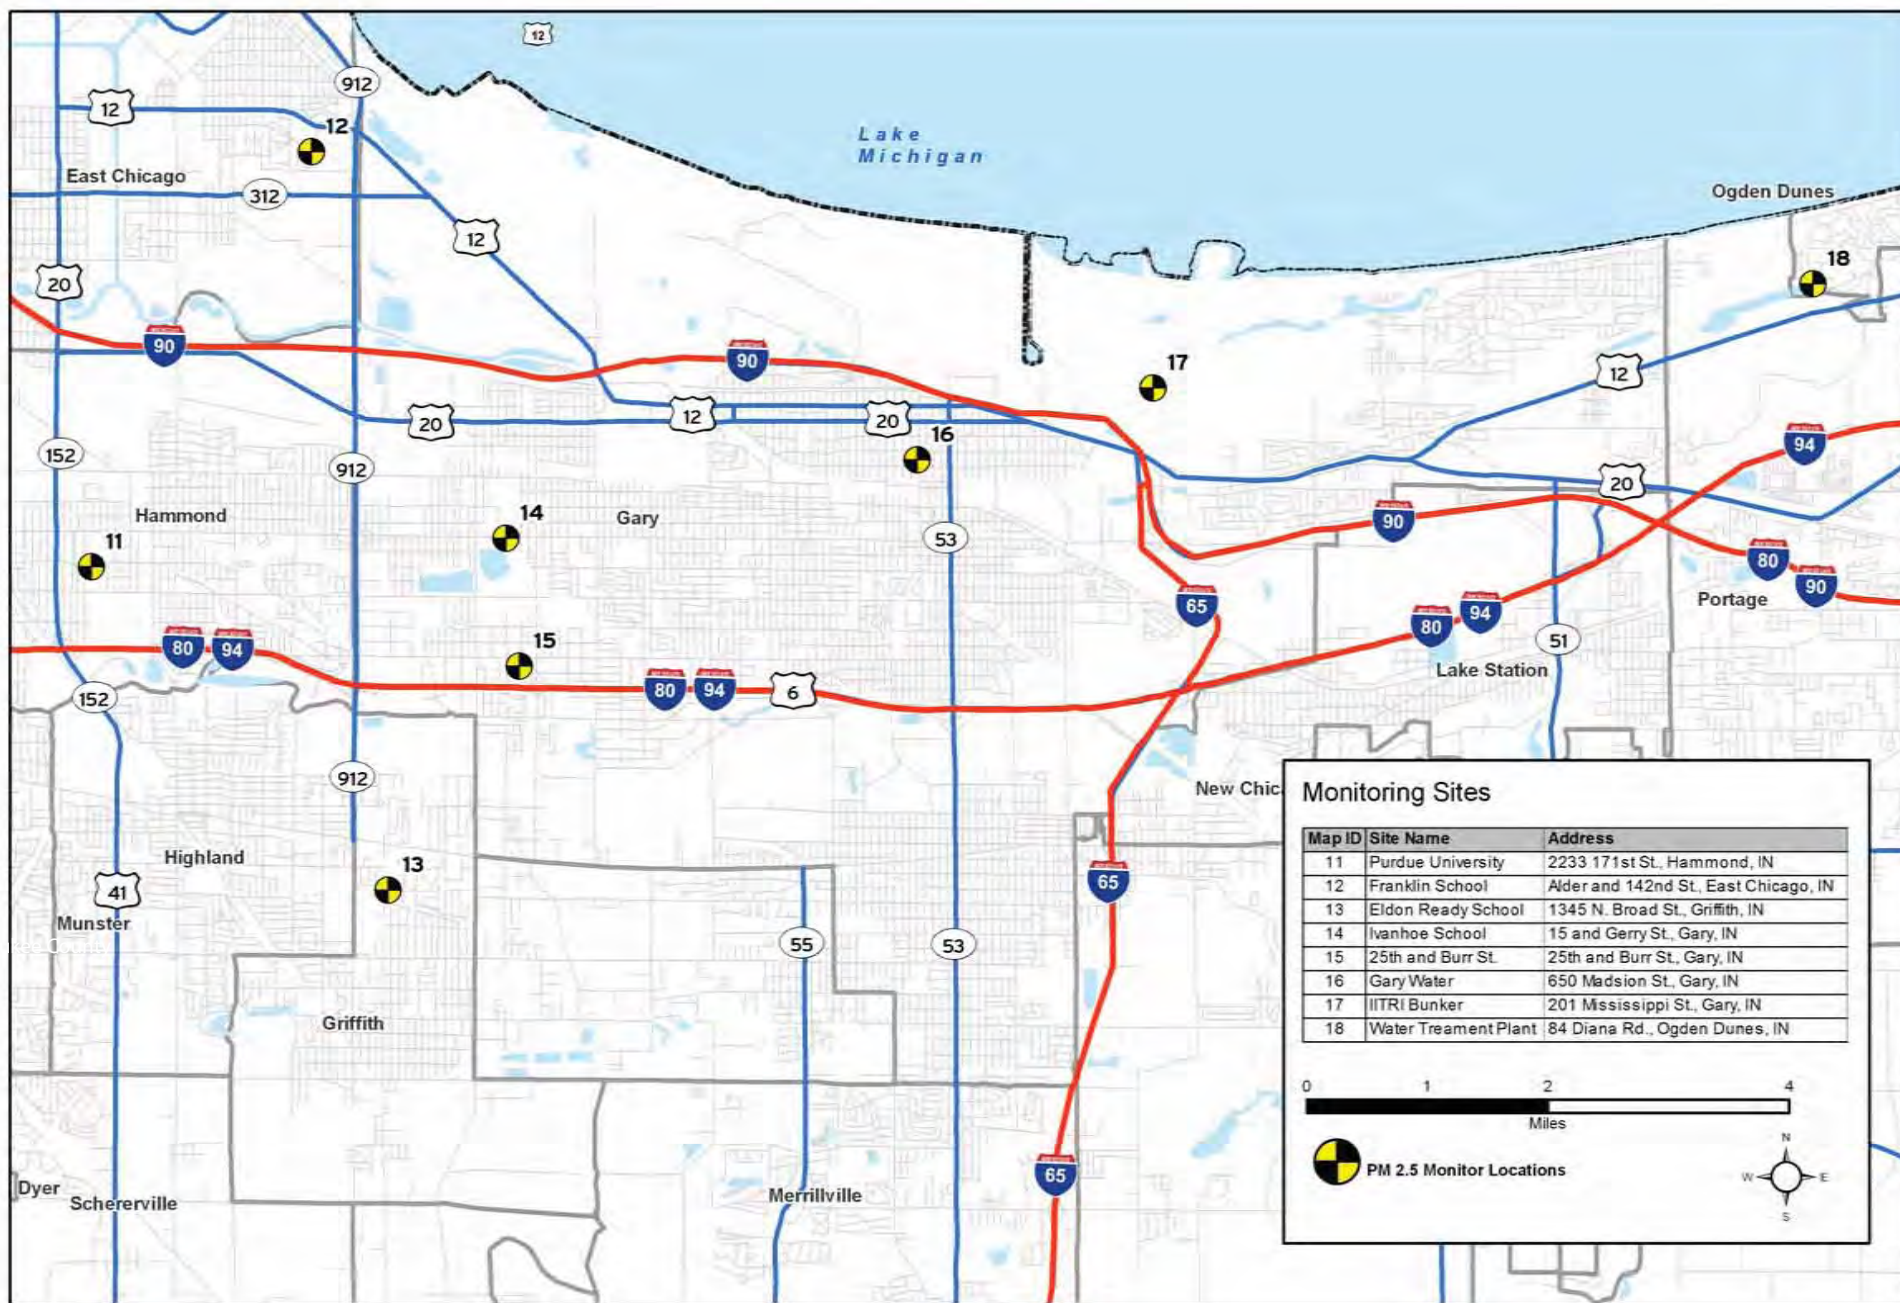 12
912
12
12
Lake
Michigan
East Chicago
Ogden Dunes
312
12
18
20
90
90
17
12
12
20
20
16
94
152
912
20
Hammond
14
Gary
90
11
53
80
90
65
Portage
94
80
15
51
80
94
Lake Station
80
94
6
152
912
New Chic
Highland
13
65
41
Munster
55
53
Griffith
65
Dyer
Schererville
Merrillville
Monitoring Sites
Map ID Site Name Address
11 Purdue University 2233 171st St., Hammond, IN
12 Franklin School Alder and 142nd St., East Chicago, IN
13 Eldon Ready School 1345 N. Broad St., Griffith, IN
14 Ivanhoe School 15 and Gerry St., Gary, IN
15 25th and Burr St. 25th and Burr St., Gary, IN
16 Gary Water 650 Madsion St., Gary, IN
17 IITRI Bunker 201 Mississippi St., Gary, IN
18 Water Treament Plant 84 Diana Rd., Ogden Dunes, IN
0 1 2 4
Miles
PM 2.5 Monitor Locations
N
W E
S